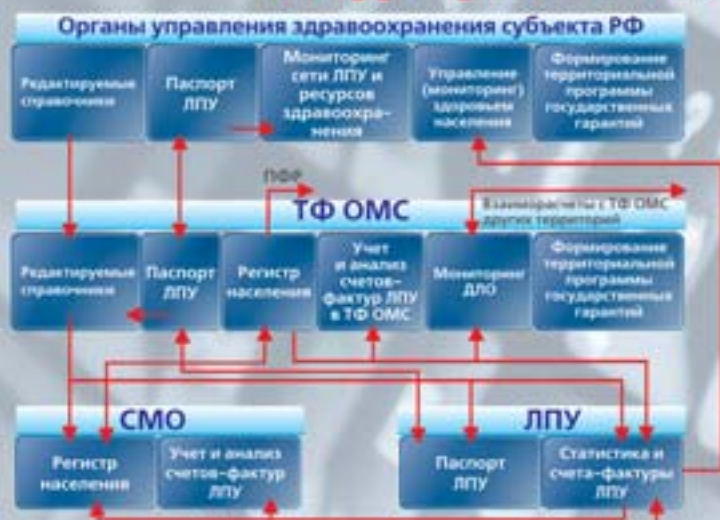 Органы управления здравоохранения субъекта РФ
Редактируемые
справочники
Паспорт
ЛПУ
Мониторинг
сети ЛПУ и
ресурсов
здравоохра-
нения
Управление
(мониторинг)
здоровьем
населения
Формирование
территориальной
программы
государственных
гарантий
ПФР
ТФ ОМС
Взаиморасчеты с ТФ ОМС
других территорий
Редактируемые
справочники
Паспорт
ЛПУ
Регистр
населения
Учет
и анализ
счетов-
фактур ЛПУ
в ТФ ОМС
Мониторинг
ДЛО
Формирование
территориальной
программы
государственных
гарантий
СМО
Регистр
населения
Учет и анализ
счетов-фактур
ЛПУ
ЛПУ
Паспорт
ЛПУ
Статистика и
счета-фактуры
ЛПУ